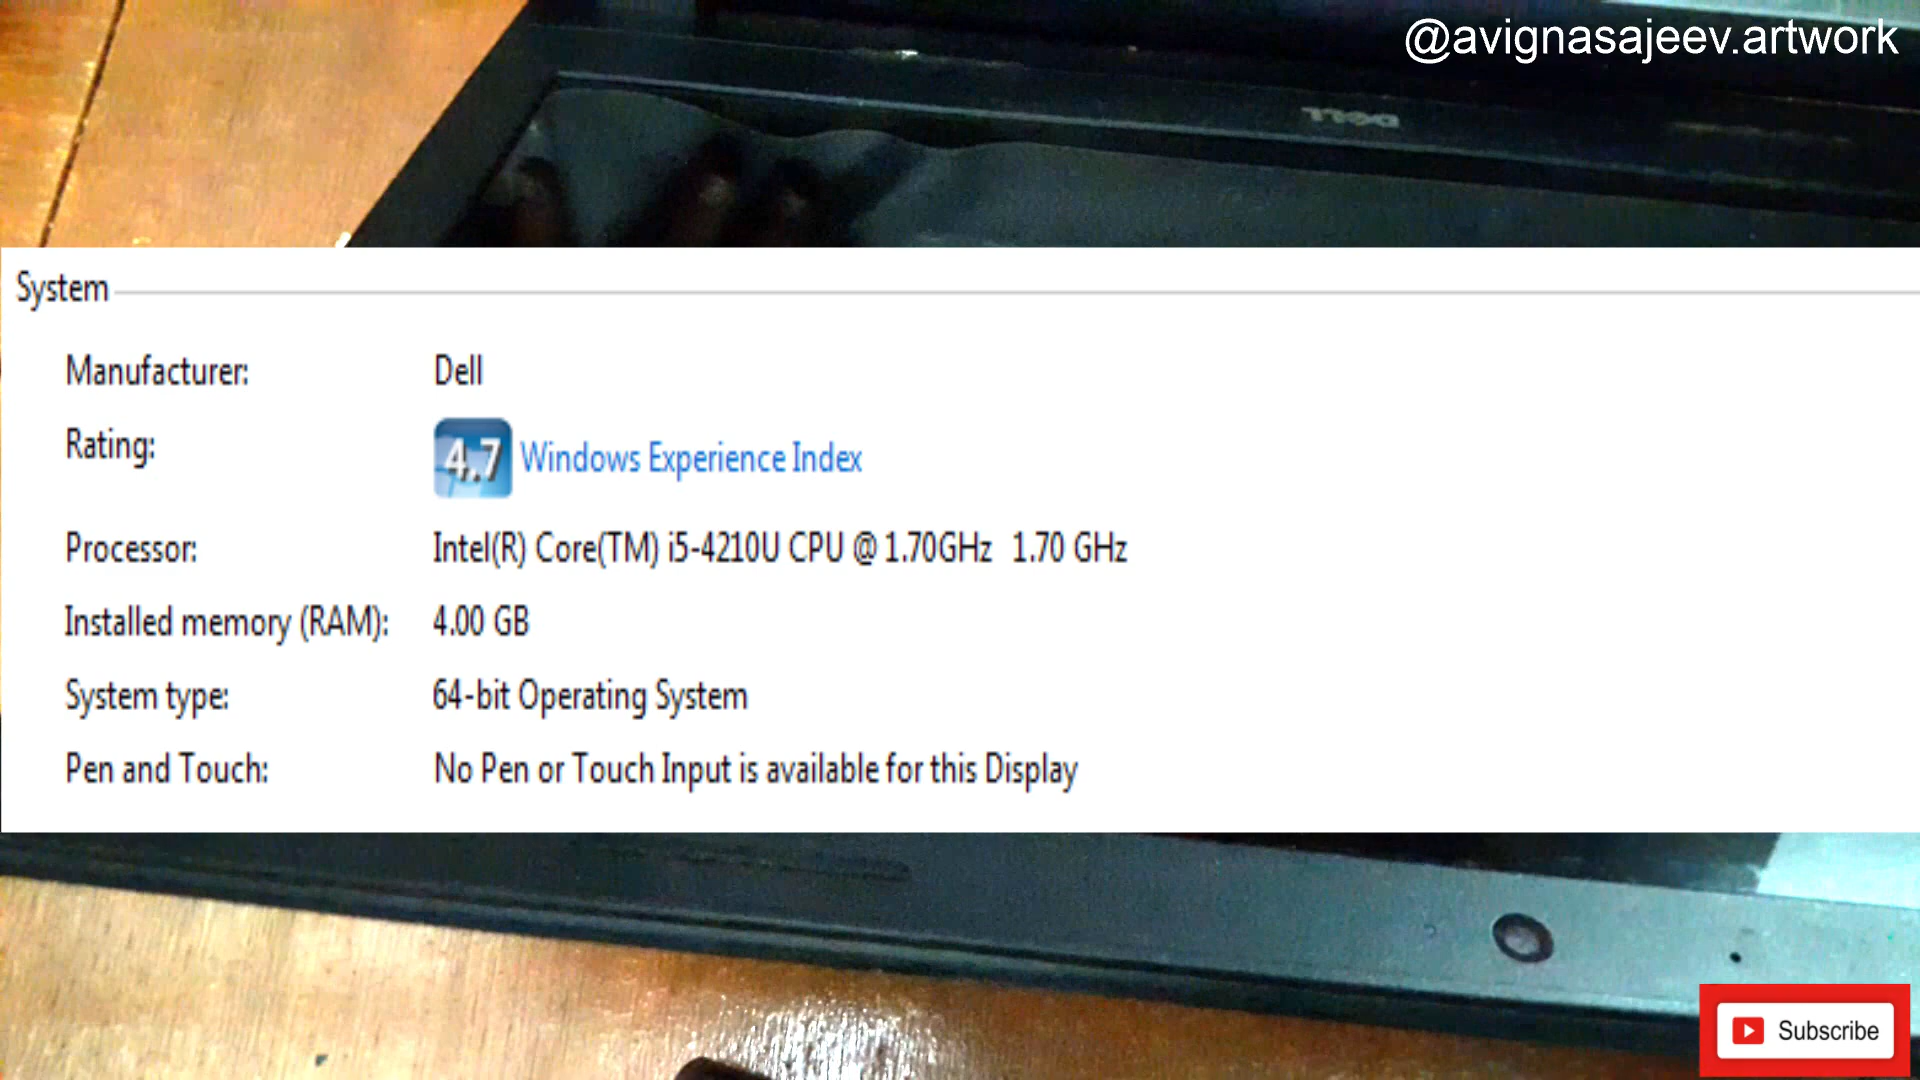 @avignasajeev.artwork
DELL
System
Manufacturer: Dell
Rating: 4.7 Windows Experience Index
Processor: Intel(R) Core(TM) i5-4210U CPU @ 1.70GHz 1.70 GHz
Installed memory (RAM): 4.00 GB
System type: 64-bit Operating System
Pen and Touch: No Pen or Touch Input is available for this Display
Subscribe